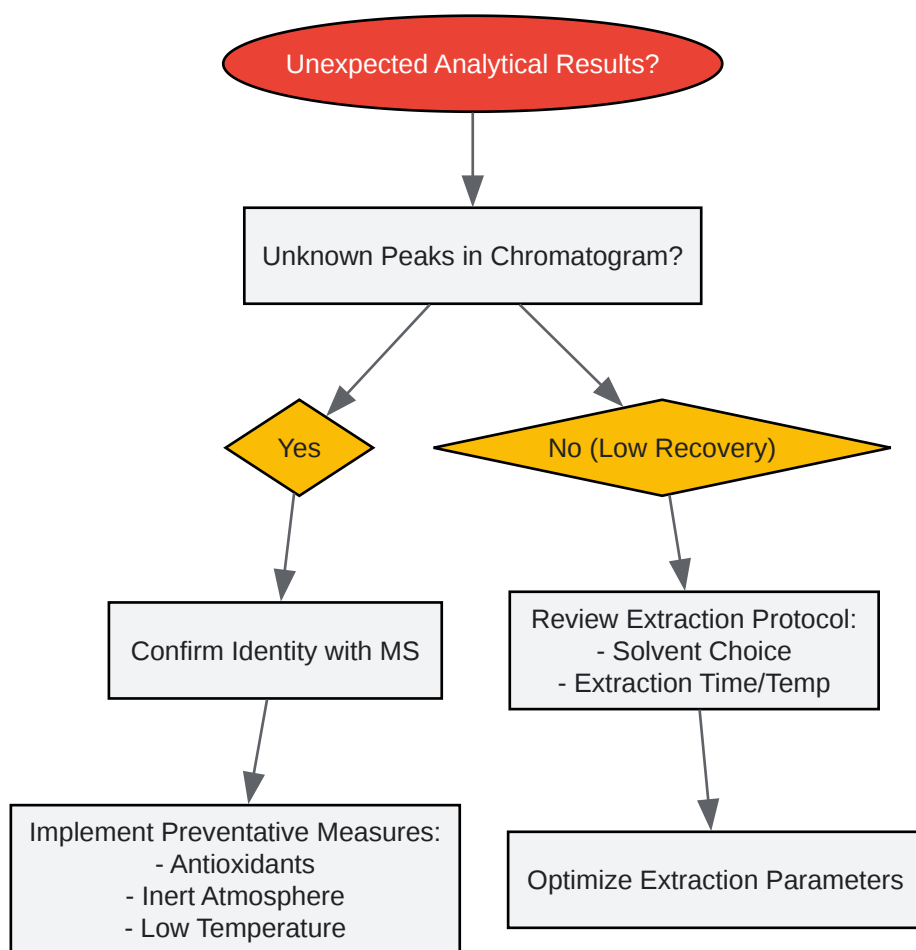 Unexpected Analytical Results?
Unknown Peaks in Chromatogram?
Yes
No (Low Recovery)
Confirm Identity with MS
Review Extraction Protocol:
- Solvent Choice
- Extraction Time/Temp
Implement Preventative Measures:
- Antioxidants
- Inert Atmosphere
- Low Temperature
Optimize Extraction Parameters